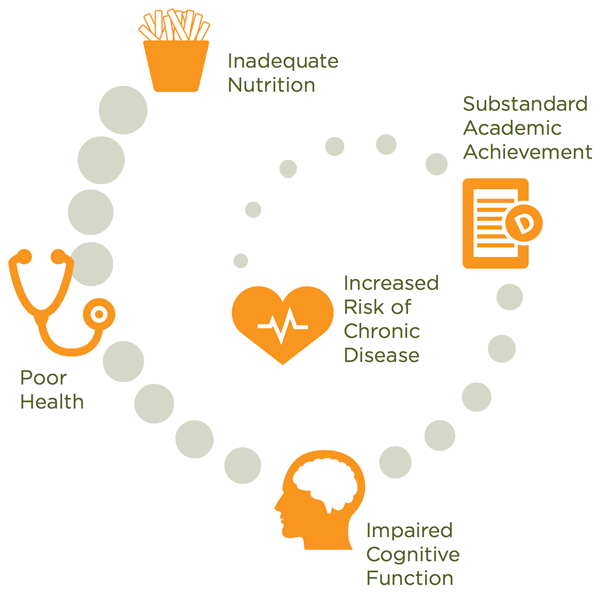 Inadequate
Nutrition
Substandard
Academic
Achievement
D
Increased
Risk of
Chronic
Disease
Poor
Health
Impaired
Cognitive
Function